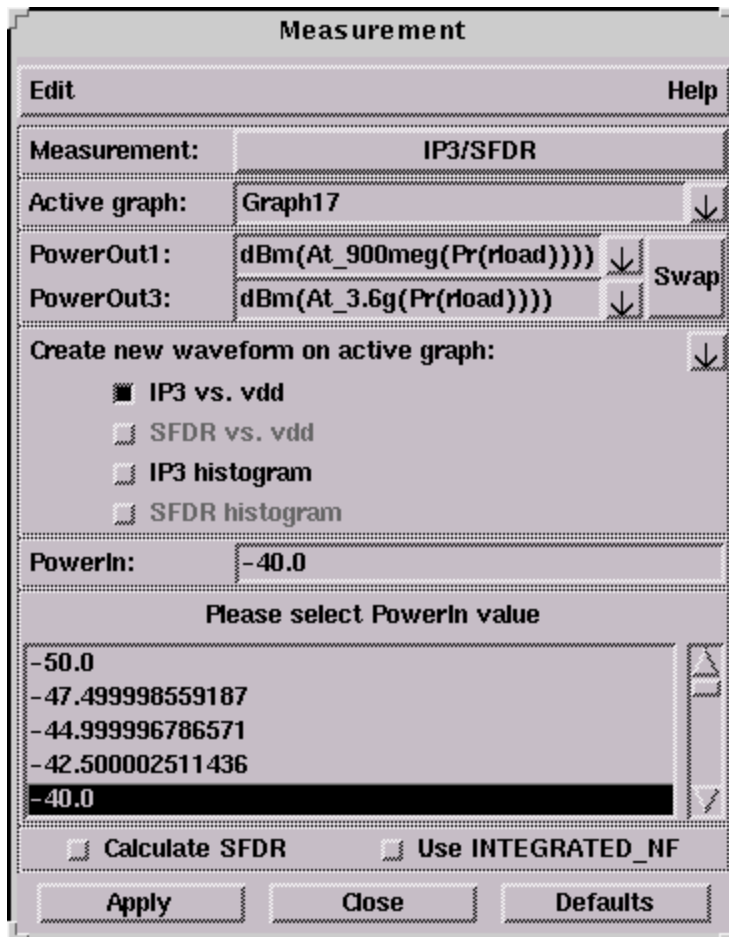 Measurement
Edit Help
Measurement: IP3/SFDR
Active graph: Graph17
PowerOut1: dBm(At_900meg(Pr(rload))))
Swap
PowerOut3: dBm(At_3.6g(Pr(rload))))
Create new waveform on active graph:
IP3 vs. vdd
SFDR vs. vdd
IP3 histogram
SFDR histogram
PowerIn: -40.0
Please select PowerIn value
-50.0
-47.499998559187
-44.999996786571
-42.500002511436
-40.0
Calculate SFDR Use INTEGRATED_NF
Apply Close Defaults